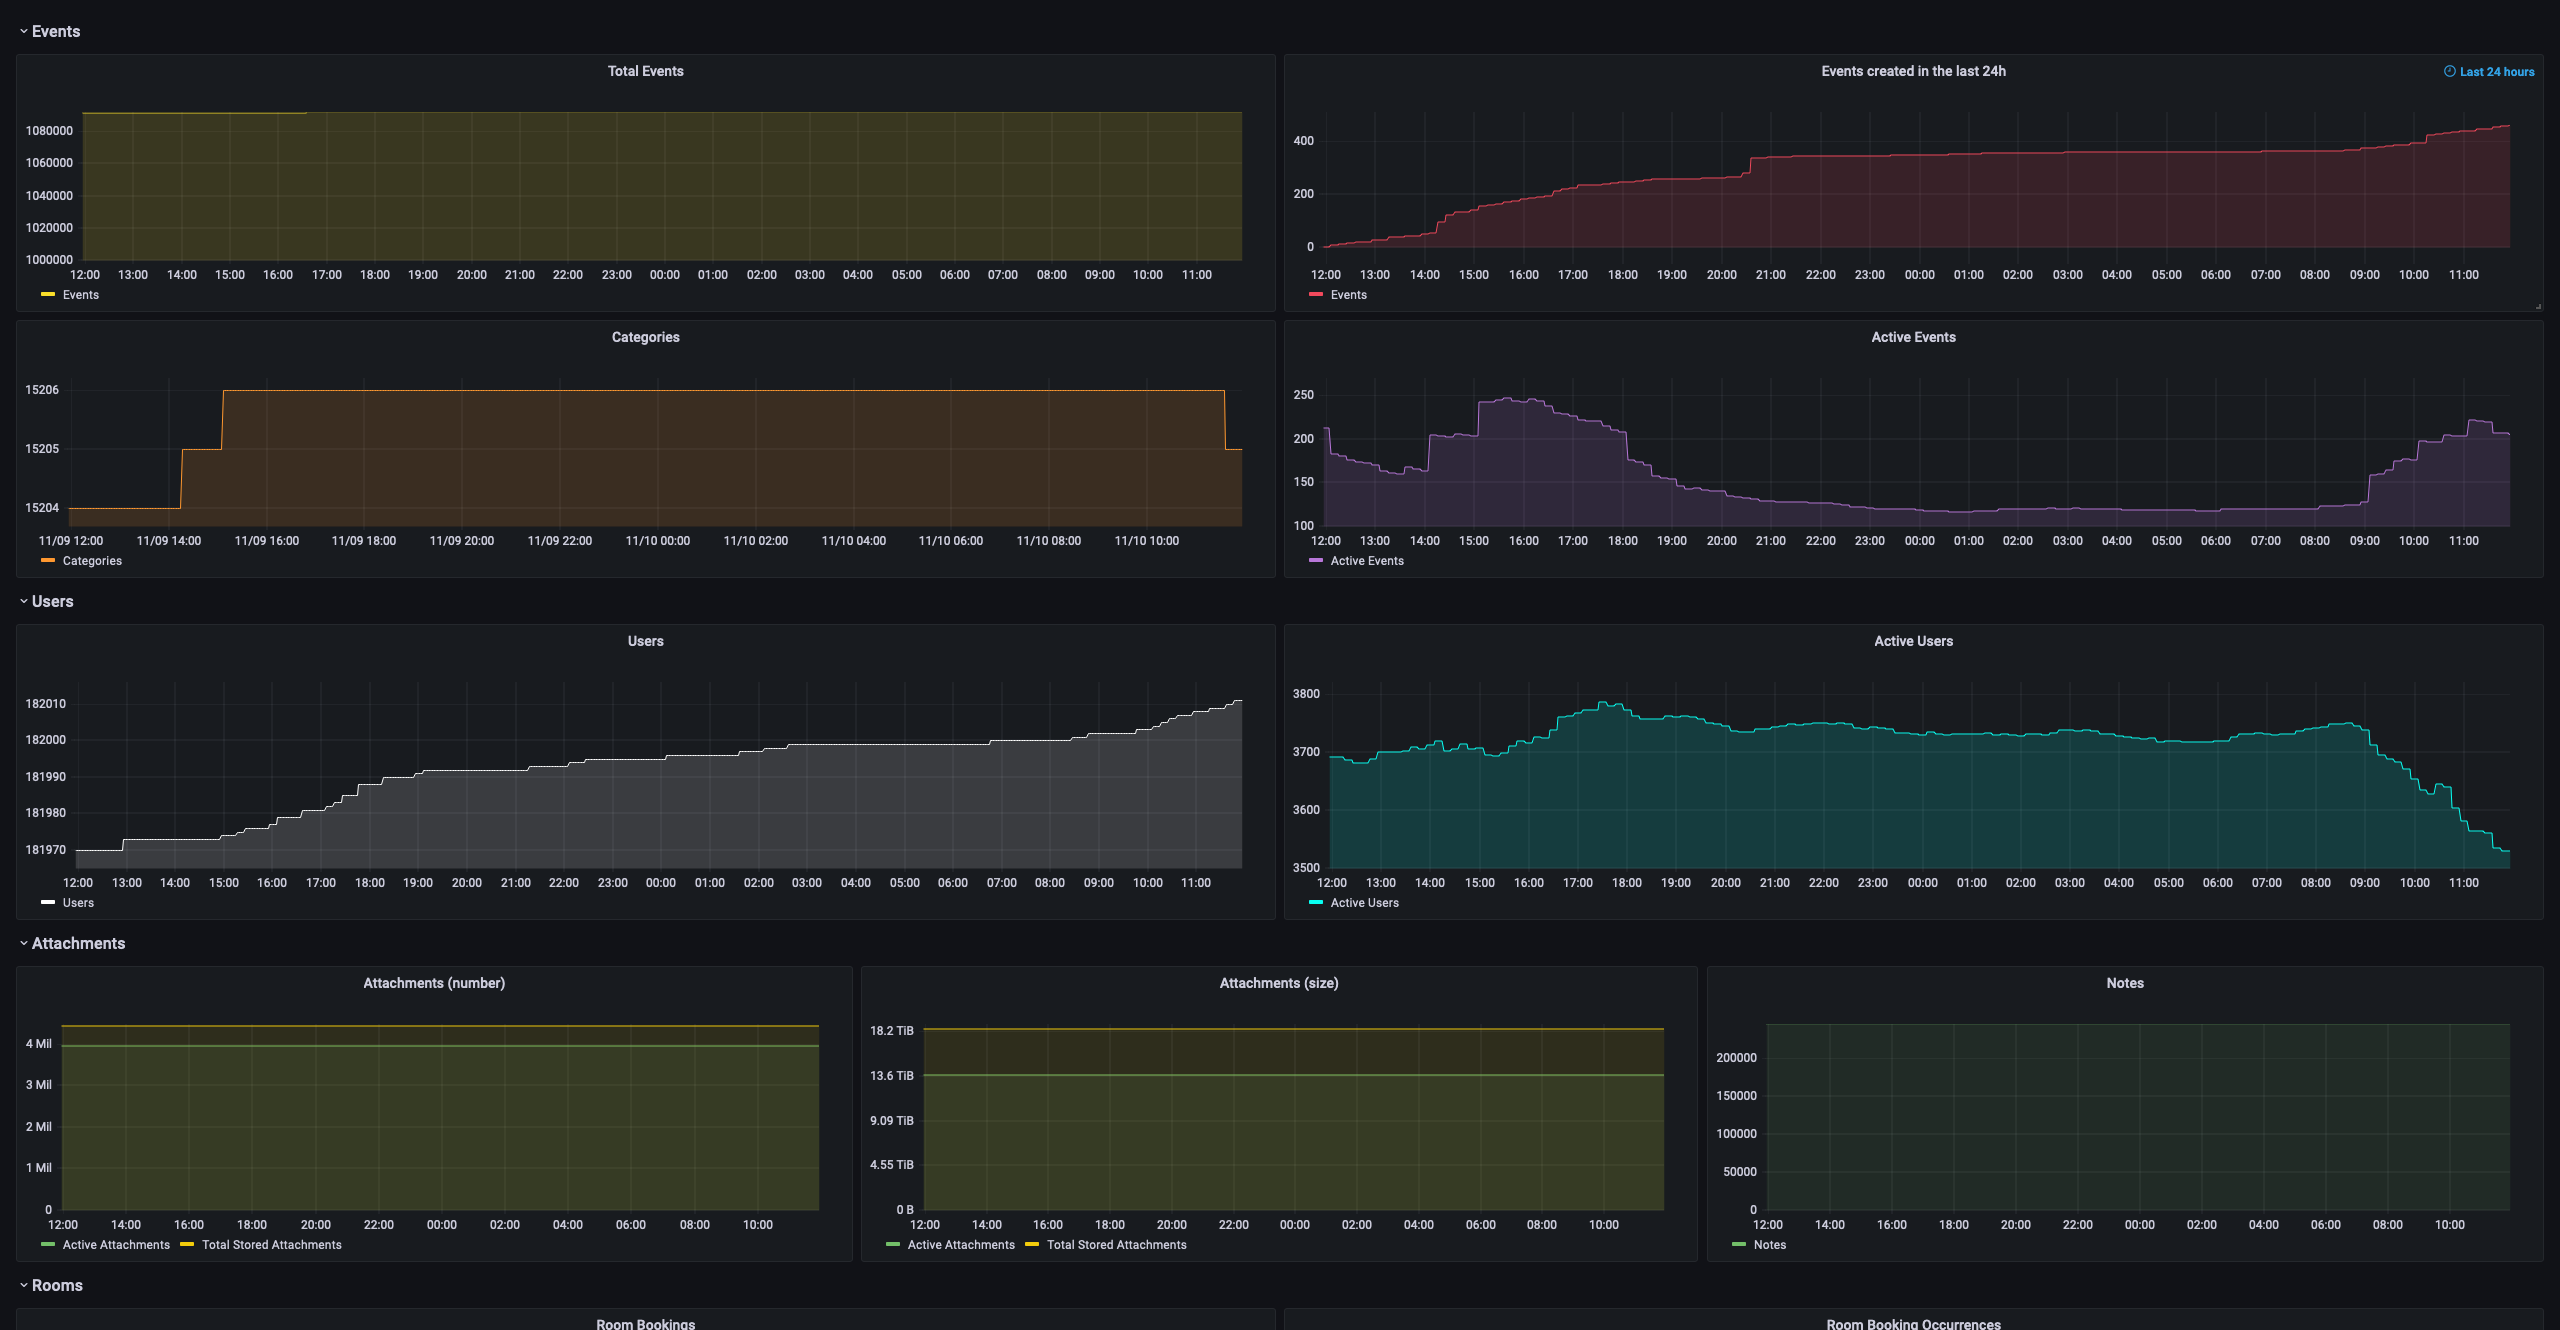 Events
Total Events
1080000
1060000
1040000
1020000
1000000
12:00 13:00 14:00 15:00 16:00 17:00 18:00 19:00 20:00 21:00 22:00 23:00 00:00 01:00 02:00 03:00 04:00 05:00 06:00 07:00 08:00 09:00 10:00 11:00
Events
Events created in the last 24h
Last 24 hours
400
200
0
12:00 13:00 14:00 15:00 16:00 17:00 18:00 19:00 20:00 21:00 22:00 23:00 00:00 01:00 02:00 03:00 04:00 05:00 06:00 07:00 08:00 09:00 10:00 11:00
Events
Categories
15206
15205
15204
11/09 12:00 11/09 14:00 11/09 16:00 11/09 18:00 11/09 20:00 11/09 22:00 11/10 00:00 11/10 02:00 11/10 04:00 11/10 06:00 11/10 08:00 11/10 10:00
Categories
Active Events
250
200
150
100
12:00 13:00 14:00 15:00 16:00 17:00 18:00 19:00 20:00 21:00 22:00 23:00 00:00 01:00 02:00 03:00 04:00 05:00 06:00 07:00 08:00 09:00 10:00 11:00
Active Events
Users
Users
182010
182000
181990
181980
181970
12:00 13:00 14:00 15:00 16:00 17:00 18:00 19:00 20:00 21:00 22:00 23:00 00:00 01:00 02:00 03:00 04:00 05:00 06:00 07:00 08:00 09:00 10:00 11:00
Users
Active Users
3800
3700
3600
3500
12:00 13:00 14:00 15:00 16:00 17:00 18:00 19:00 20:00 21:00 22:00 23:00 00:00 01:00 02:00 03:00 04:00 05:00 06:00 07:00 08:00 09:00 10:00 11:00
Active Users
Attachments
Attachments (number)
4 Mil
3 Mil
2 Mil
1 Mil
0
12:00 14:00 16:00 18:00 20:00 22:00 00:00 02:00 04:00 06:00 08:00 10:00
Active Attachments Total Stored Attachments
Attachments (size)
18.2 TiB
13.6 TiB
9.09 TiB
4.55 TiB
0 B
12:00 14:00 16:00 18:00 20:00 22:00 00:00 02:00 04:00 06:00 08:00 10:00
Active Attachments Total Stored Attachments
Notes
200000
150000
100000
50000
0
12:00 14:00 16:00 18:00 20:00 22:00 00:00 02:00 04:00 06:00 08:00 10:00
Notes
Rooms
Room Bookings
Room Booking Occurrences